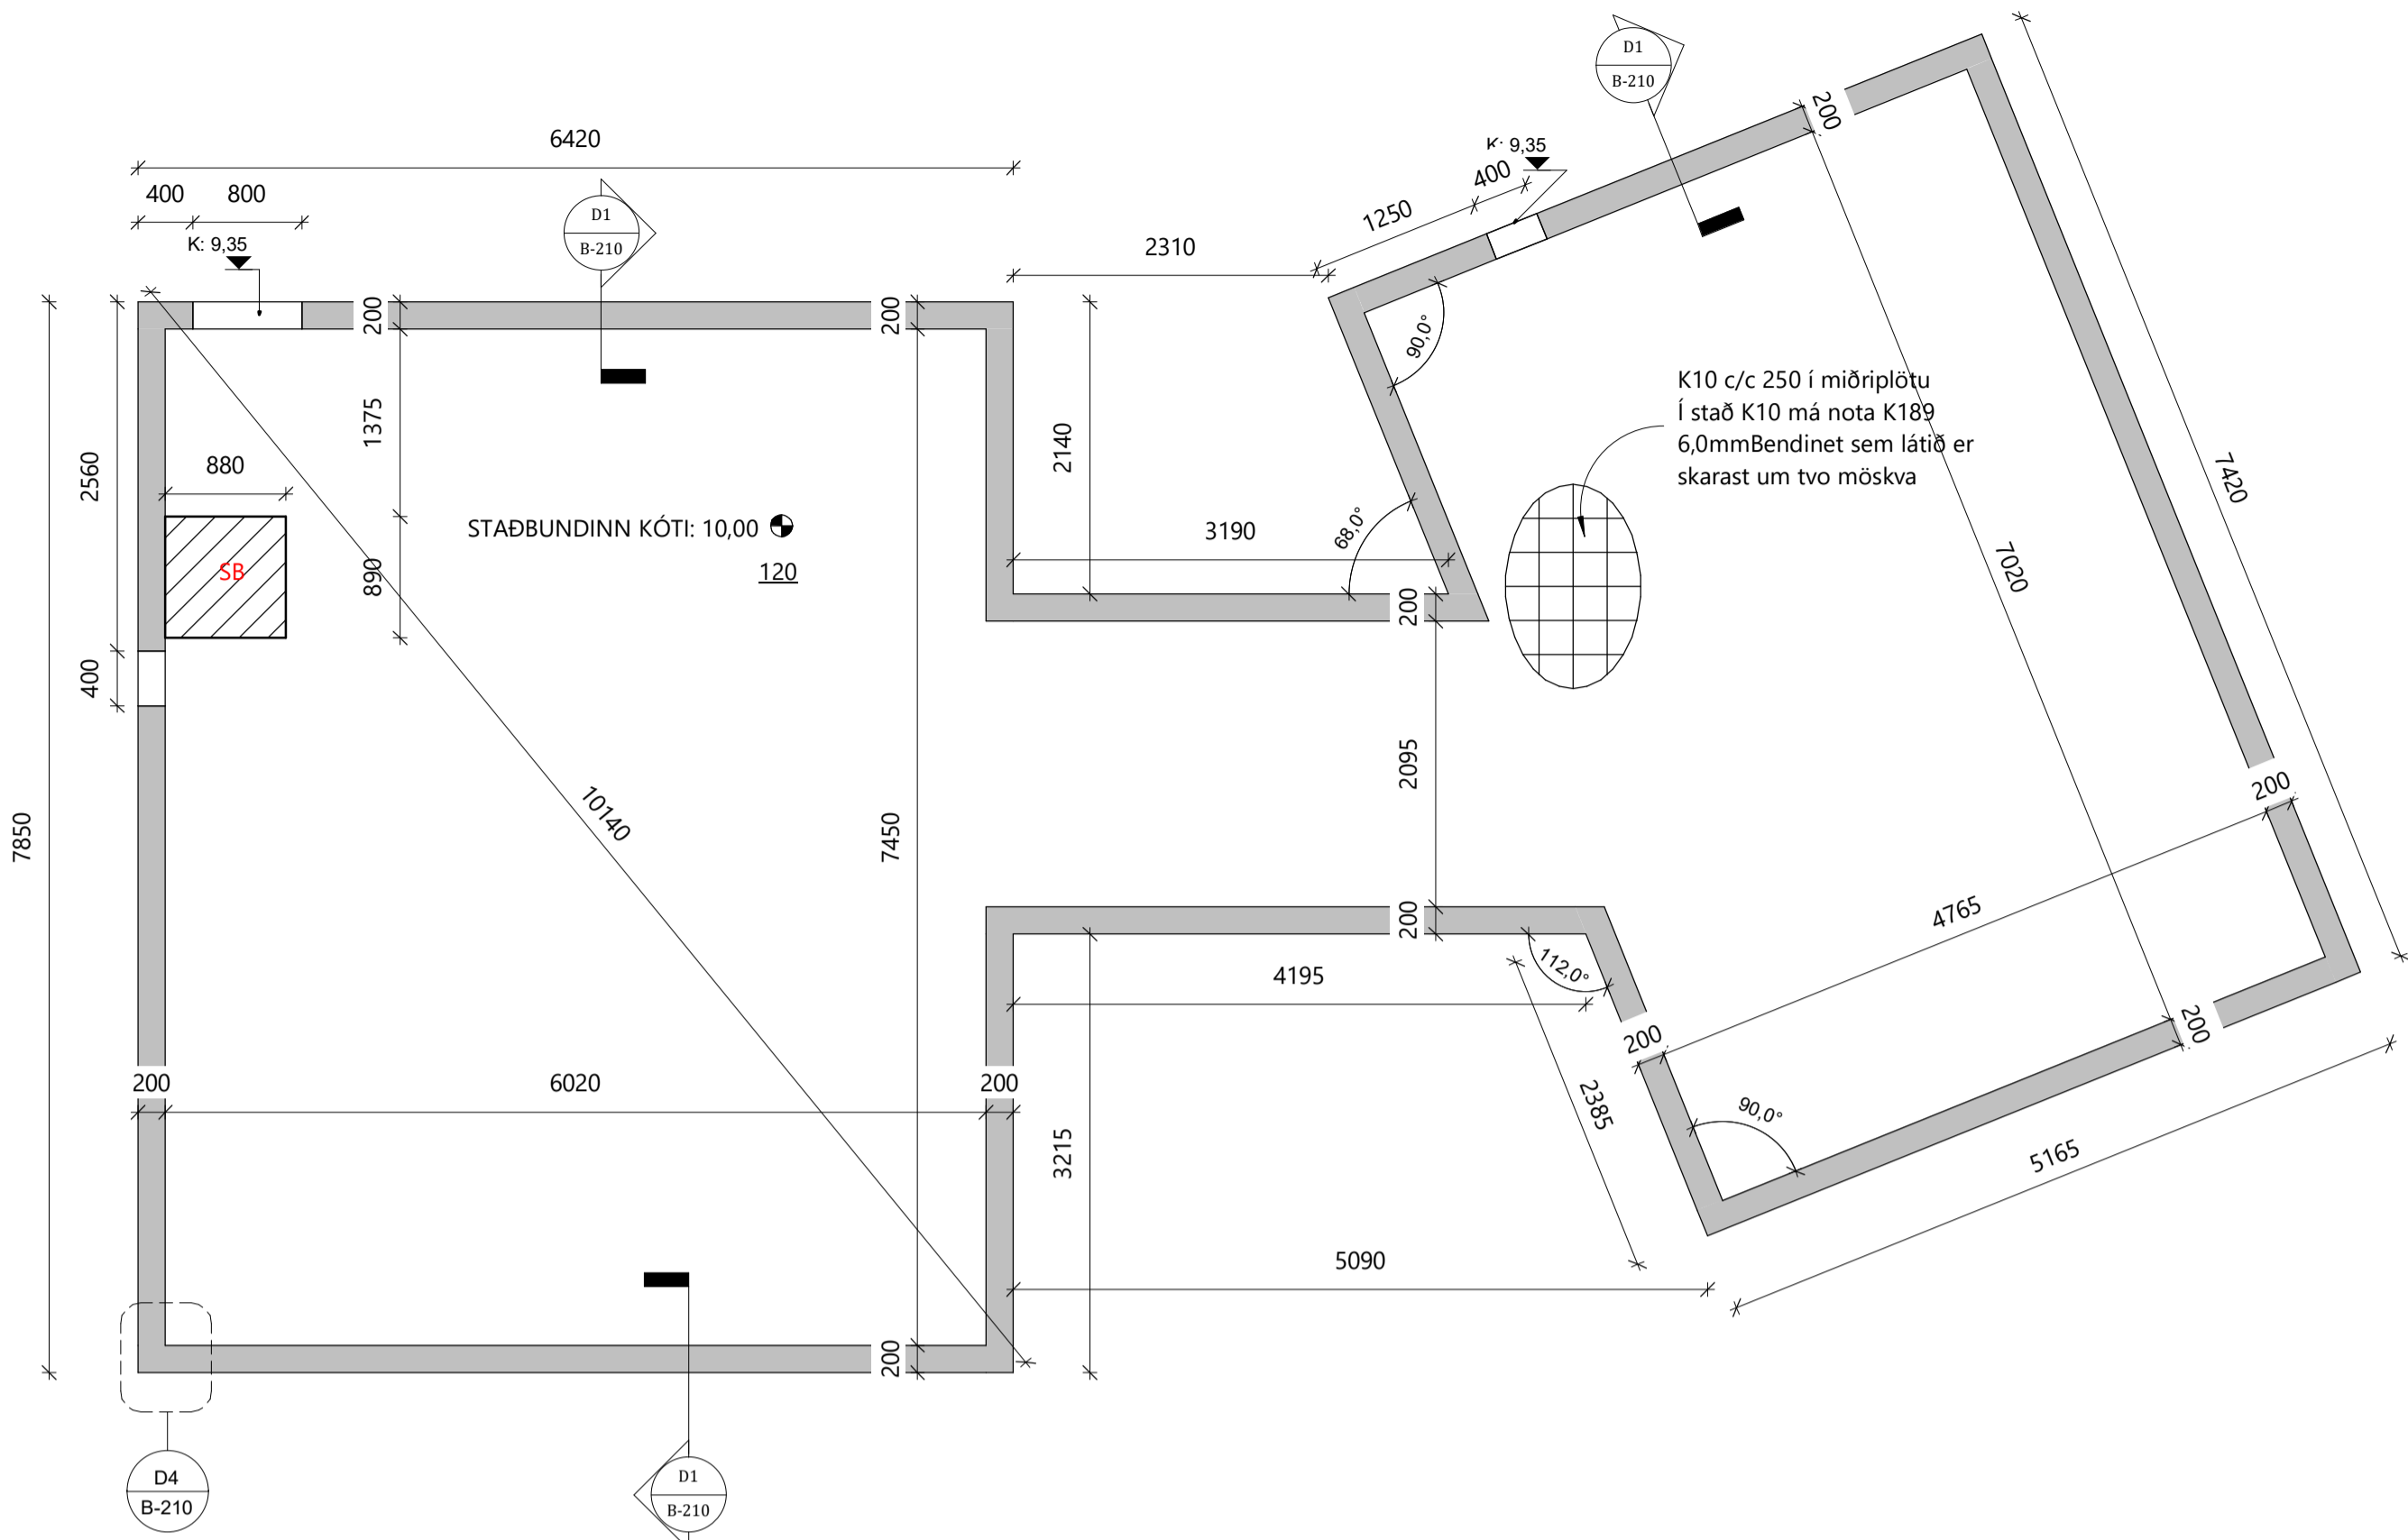 D1
B-210
6420
200
K: 9,35
400
400
800
1250
D1
B-210
K: 9,35
2310
200
200
90,0°
K10 c/c 250 í miðriplötu
Í stað K10 má nota K189
6,0mmBendinet sem látið er
skarast um tvo möskva
1375
2140
2560
880
7420
STAÐBUNDINN KÓTI: 10,00
3190
68,0°
120
SB
890
7020
200
400
2095
200
10140
7850
7450
4765
200
112,0°
4195
200
200
200
6020
200
2385
90,0°
3215
5165
5090
200
D4
B-210
D1
B-210